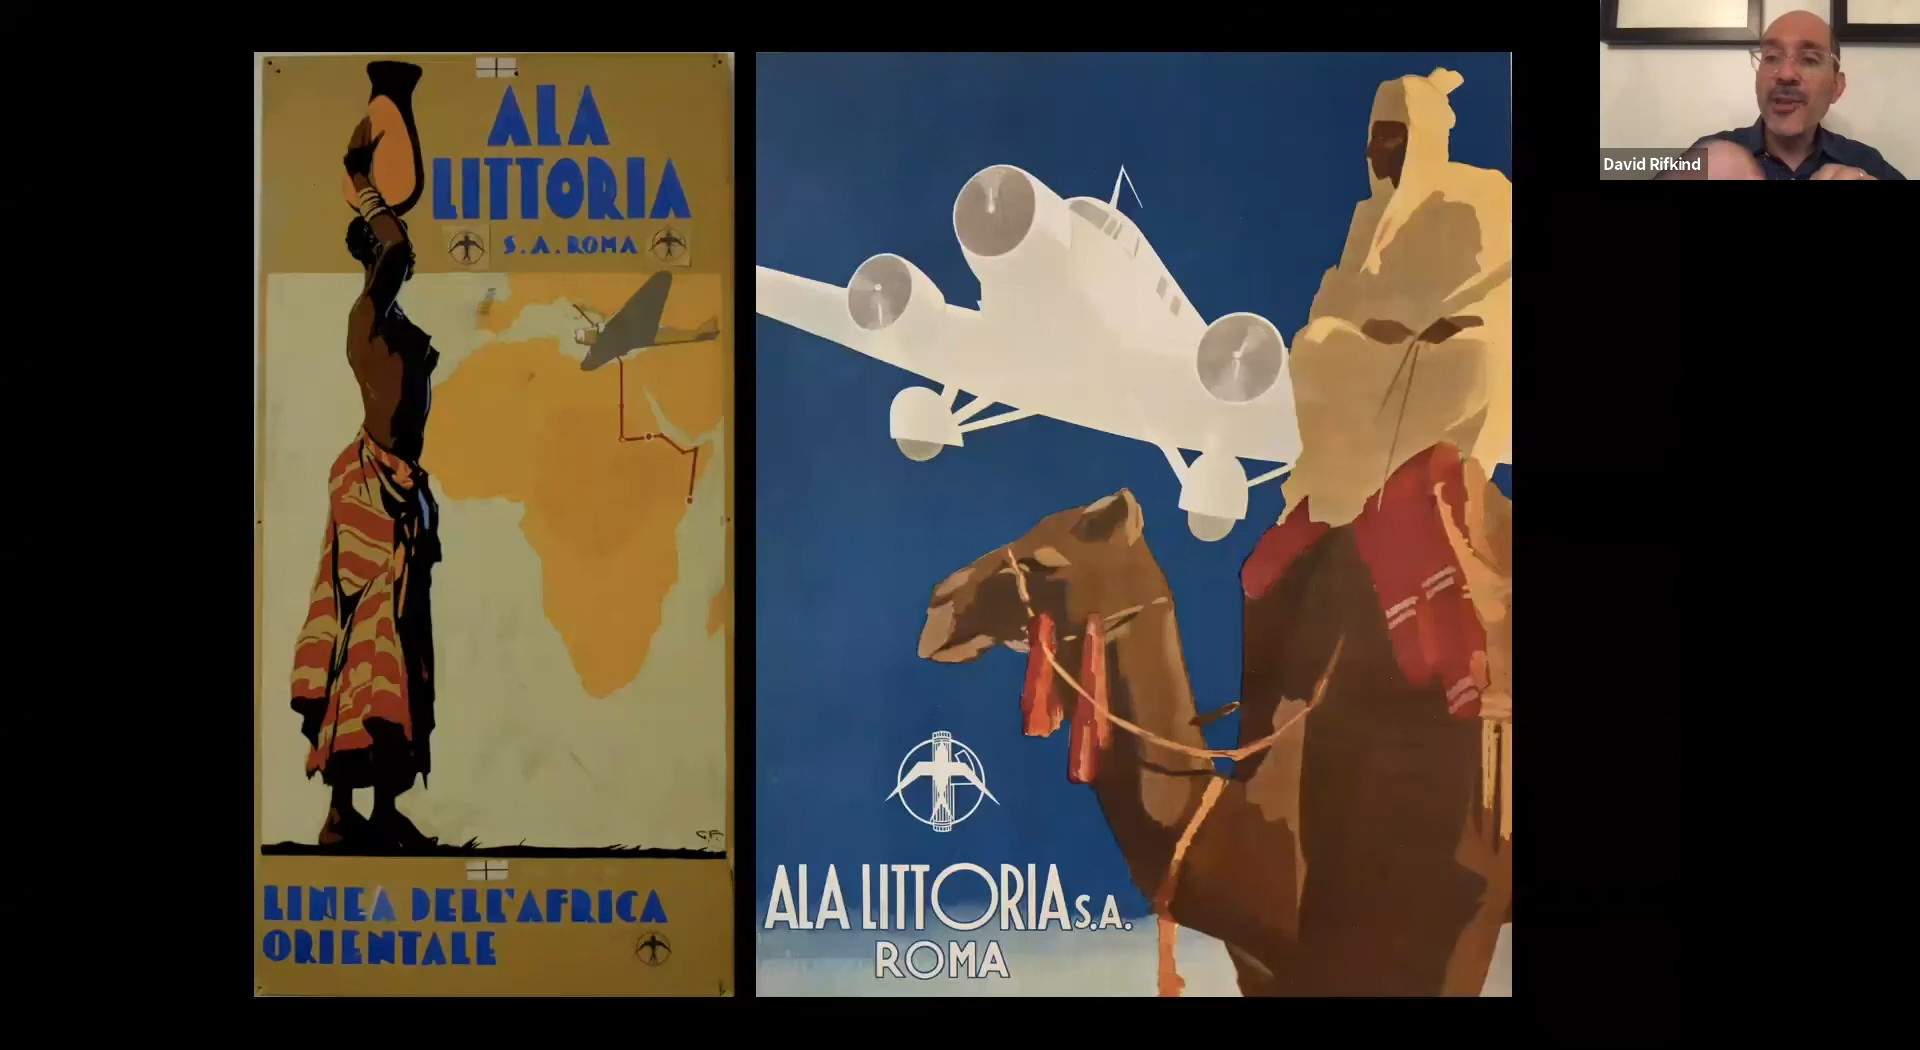 ALA
LITTORIA
S.A. ROMA
LINEA DELL'AFRICA
ORIENTALE
ALA LITTORIA S.A.
ROMA
David Rifkind